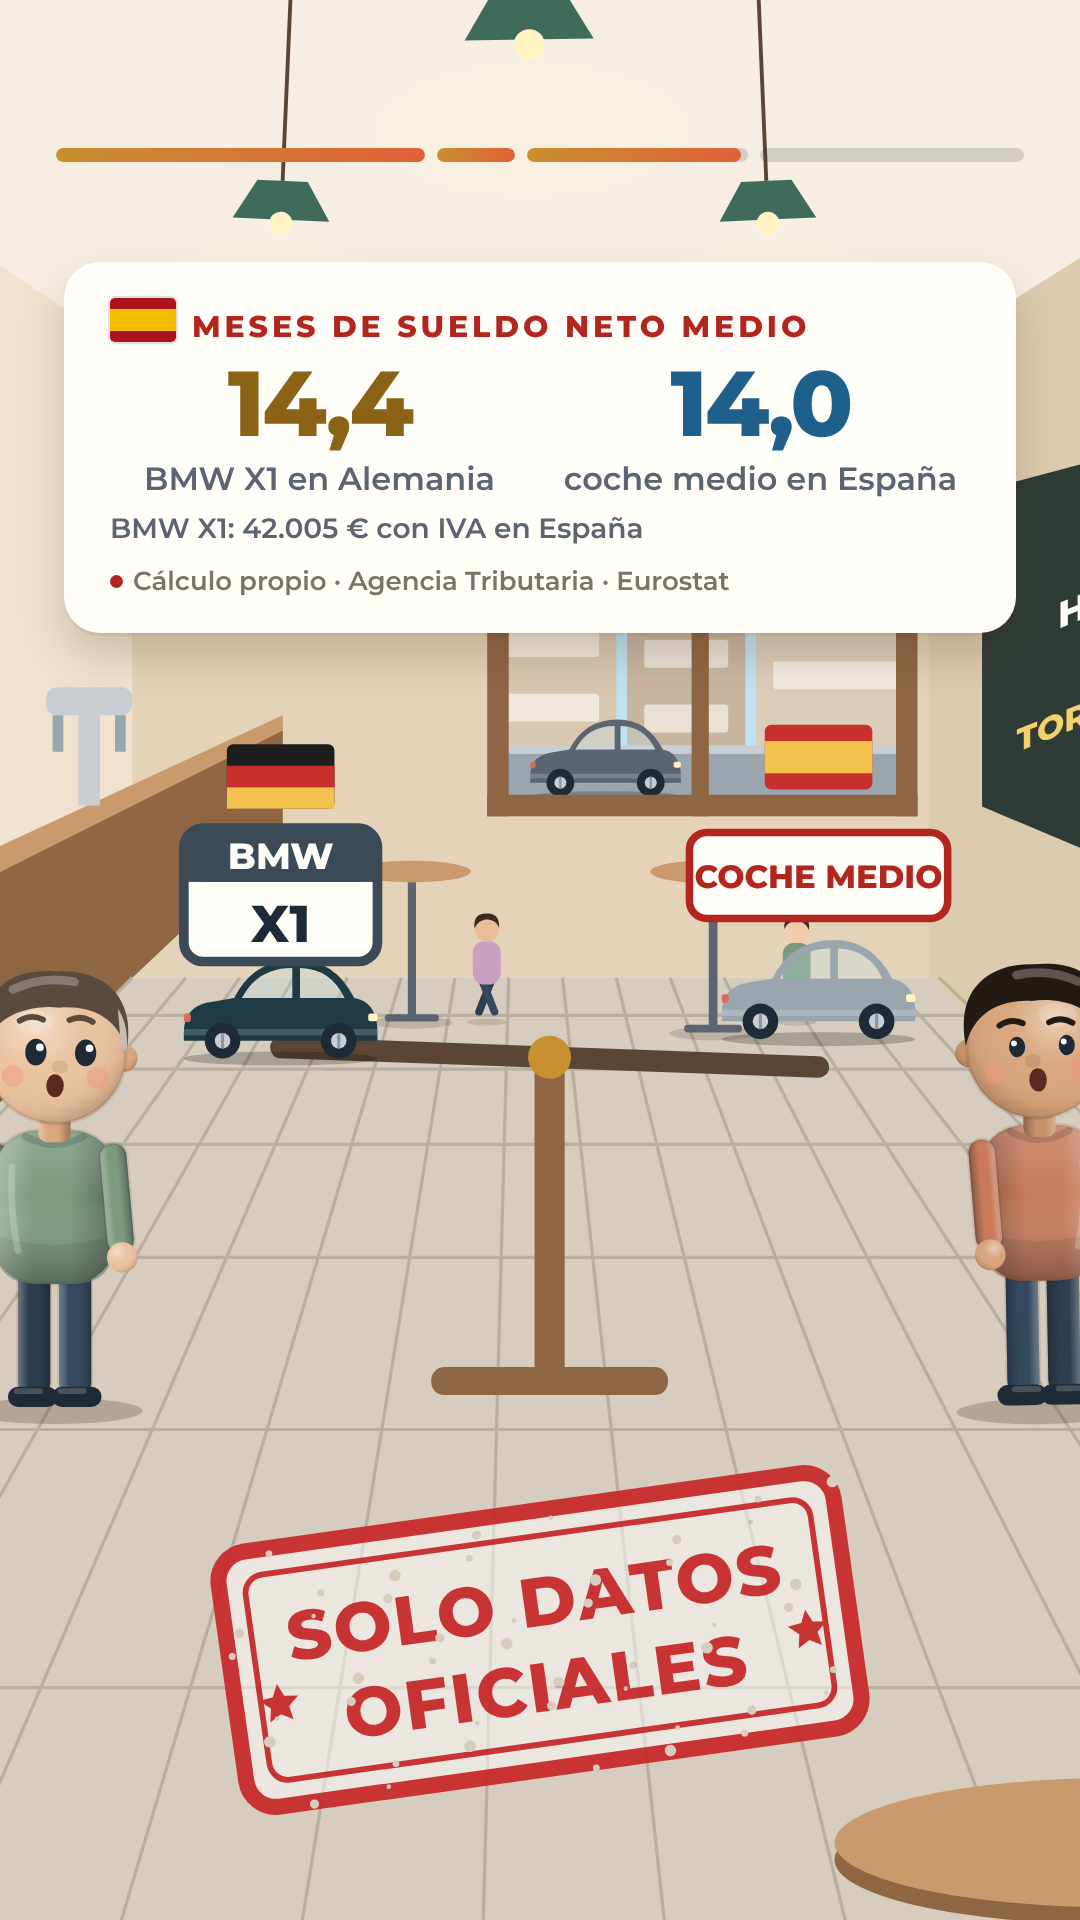 MESES DE SUELDO NETO MEDIO
14,4
14,0
BMW X1 en Alemania
coche medio en España
BMW X1: 42.005 € con IVA en España
Cálculo propio · Agencia Tributaria · Eurostat
BMW
X1
COCHE MEDIO
SOLO DATOS
OFICIALES